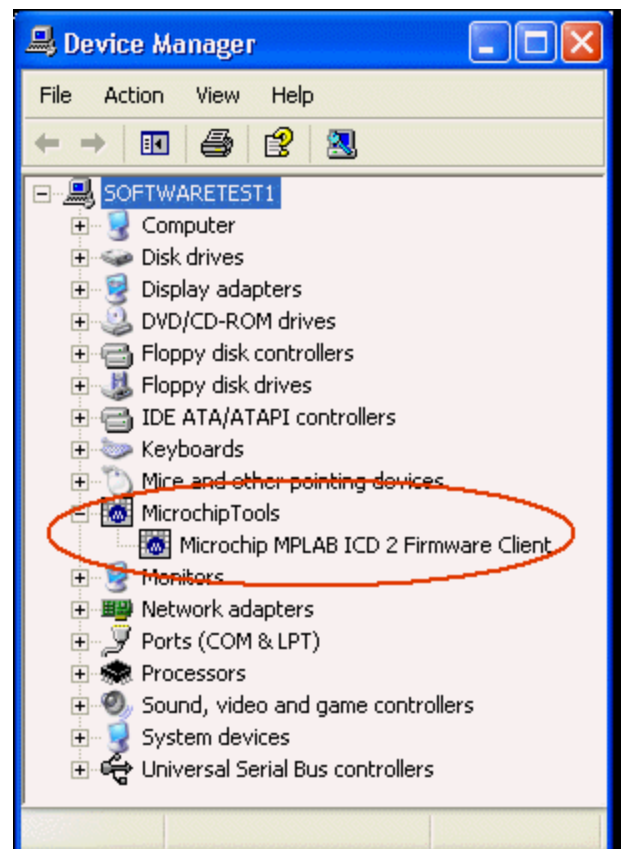 Device Manager
File Action View Help
SOFTWARETEST1
Computer
Disk drives
Display adapters
DVD/CD-ROM drives
Floppy disk controllers
Floppy disk drives
IDE ATA/ATAPI controllers
Keyboards
Mice and other pointing devices
MicrochipTools
Microchip MPLAB ICD 2 Firmware Client
Monitors
Network adapters
Ports (COM & LPT)
Processors
Sound, video and game controllers
System devices
Universal Serial Bus controllers